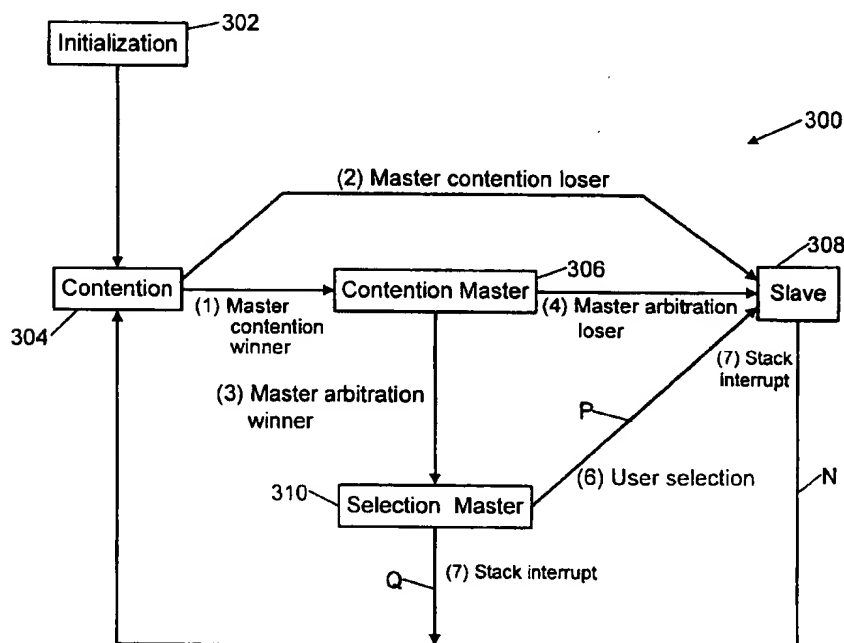 302
Initialization
300
(2) Master contention loser
308
306
Contention
Contention Master
Slave
304
(1) Master
contention
winner
(4) Master arbitration
loser
(7) Stack
interrupt
(3) Master arbitration
winner
P
310
Selection Master
(6) User selection
N
Q
(7) Stack interrupt